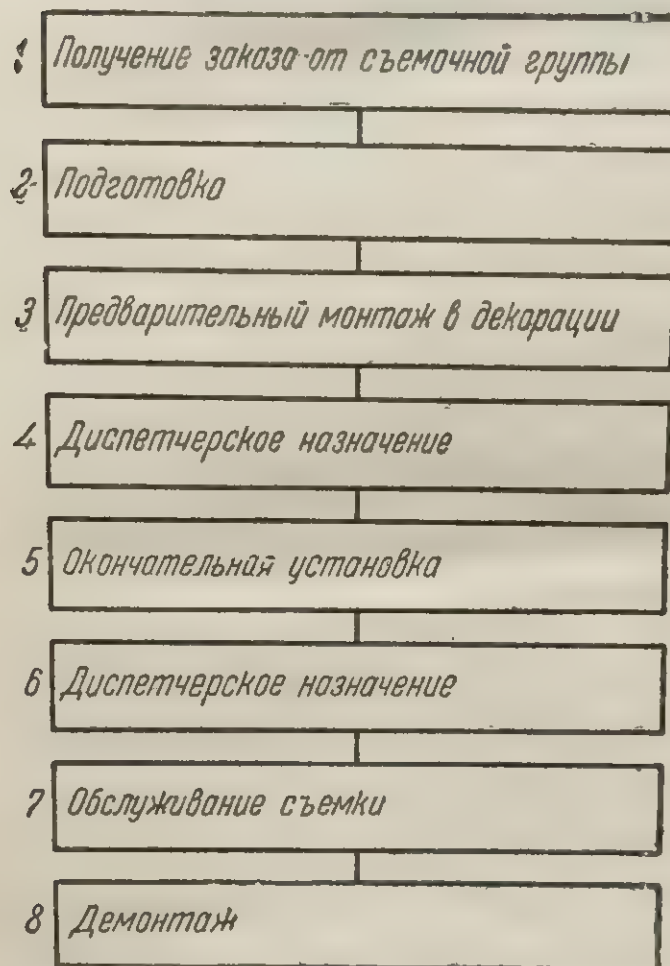 1 Получение заказа от съемочной группы
2 Подготовка
3 Предварительный монтаж в декорации
4 Диспетчерское назначение
5 Окончательная установка
6 Диспетчерское назначение
7 Обслуживание съемки
8 Демонтаж